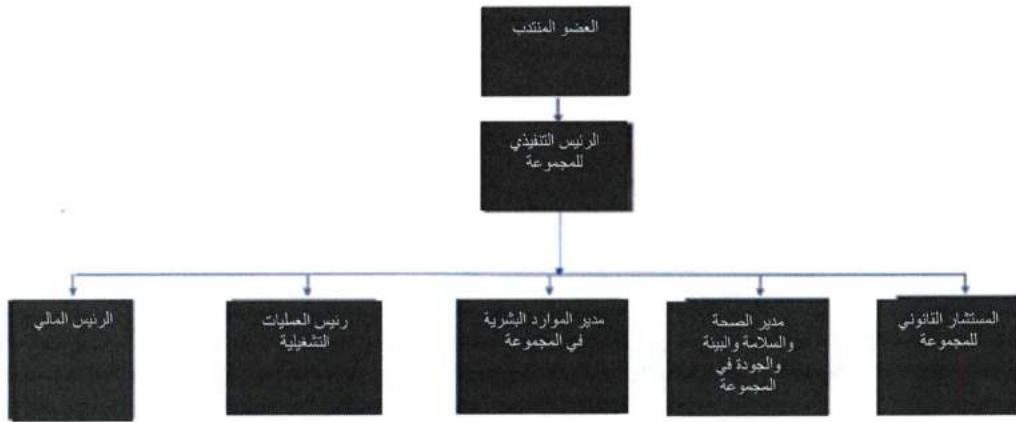 العضو المنتدب
الرئيس التنفيذي
للمجموعة
المستشار القانوني
للمجموعة
مدير الصحة
والسلامة والبيئة
والجودة في
المجموعة
مدير الموارد البشرية
في المجموعة
رئيس العمليات
التشغيلية
الرئيس المالي